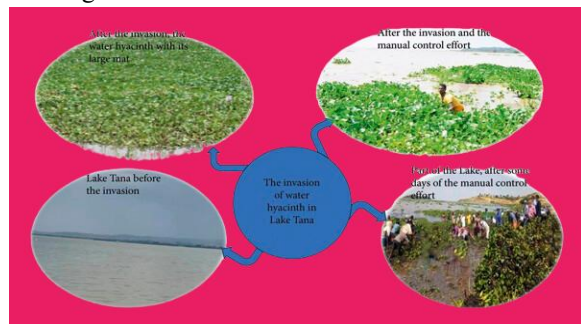 After the invasion, the
water hyacinth with its
large mat
After the invasion and the
manual control effort
The invasion
of water
hyacinth in
Lake Tana
Lake Tana before
the invasion
of the Lake, after some
days of the manual control
effort